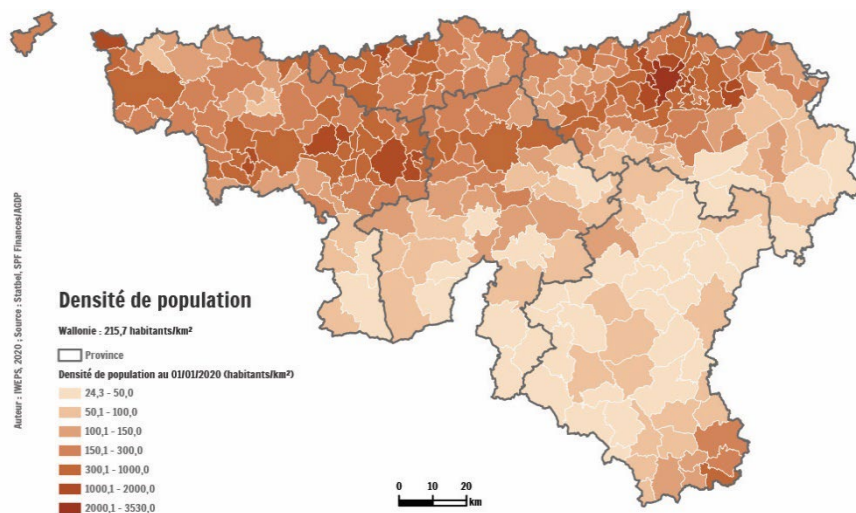 Densité de population
Wallonie : 215,7 habitants/km²
Province
Densité de population au 01/01/2020 (habitants/km²)
24,3 - 50,0
50,1 - 100,0
100,1 - 150,0
150,1 - 300,0
300,1 - 1000,0
1000,1 - 2000,0
2000,1 - 3530,0
0 10 20
km
Auteur : IWEPS, 2020 ; Source : Statbel, SPF Finances/AGDP